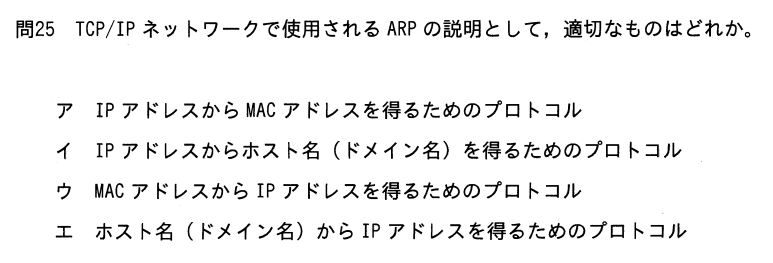 問25 TCP/IP ネットワークで使用される ARP の説明として，適切なものはどれか。
ア IP アドレスから MAC アドレスを得るためのプロトコル
イ IP アドレスからホスト名（ドメイン名）を得るためのプロトコル
ウ MAC アドレスから IP アドレスを得るためのプロトコル
エ ホスト名（ドメイン名）から IP アドレスを得るためのプロトコル